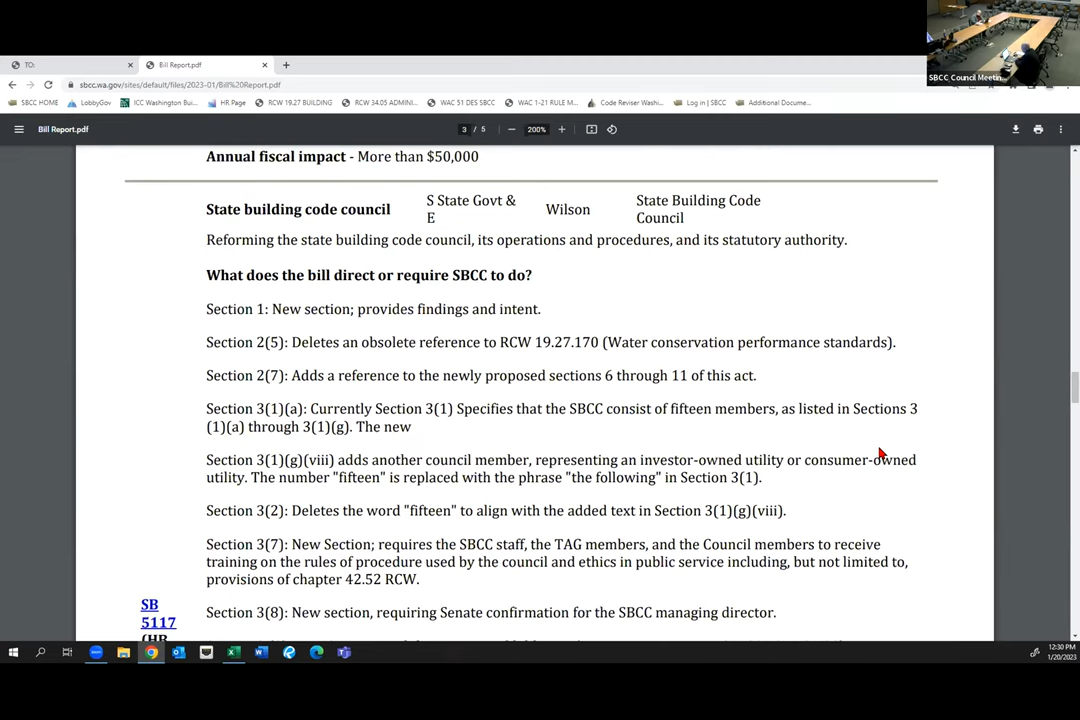 SBCC Council Meetin...
TO:
Bill Report.pdf
sbcc.wa.gov/sites/default/files/2023-01/Bill%20Report.pdf
SBCC HOME LobbyGov ICC Washington Bui... HR Page RCW 19.27 BUILDING RCW 34.05 ADMINI... WAC 51 DES SBCC WAC 1-21 RULE M... Code Reviser Washi... Log in | SBCC Additional Docume...
Bill Report.pdf 3 / 5 200%
Annual fiscal impact - More than $50,000
State building code council
S State Govt &
E
Wilson
State Building Code
Council
Reforming the state building code council, its operations and procedures, and its statutory authority.
What does the bill direct or require SBCC to do?
Section 1: New section; provides findings and intent.
Section 2(5): Deletes an obsolete reference to RCW 19.27.170 (Water conservation performance standards).
Section 2(7): Adds a reference to the newly proposed sections 6 through 11 of this act.
Section 3(1)(a): Currently Section 3(1) Specifies that the SBCC consist of fifteen members, as listed in Sections 3
(1)(a) through 3(1)(g). The new
Section 3(1)(g)(viii) adds another council member, representing an investor-owned utility or consumer-owned
utility. The number "fifteen" is replaced with the phrase "the following" in Section 3(1).
Section 3(2): Deletes the word "fifteen" to align with the added text in Section 3(1)(g)(viii).
Section 3(7): New Section; requires the SBCC staff, the TAG members, and the Council members to receive
training on the rules of procedure used by the council and ethics in public service including, but not limited to,
provisions of chapter 42.52 RCW.
SB
5117
(HB
Section 3(8): New section, requiring Senate confirmation for the SBCC managing director.
12:30 PM
1/20/2023